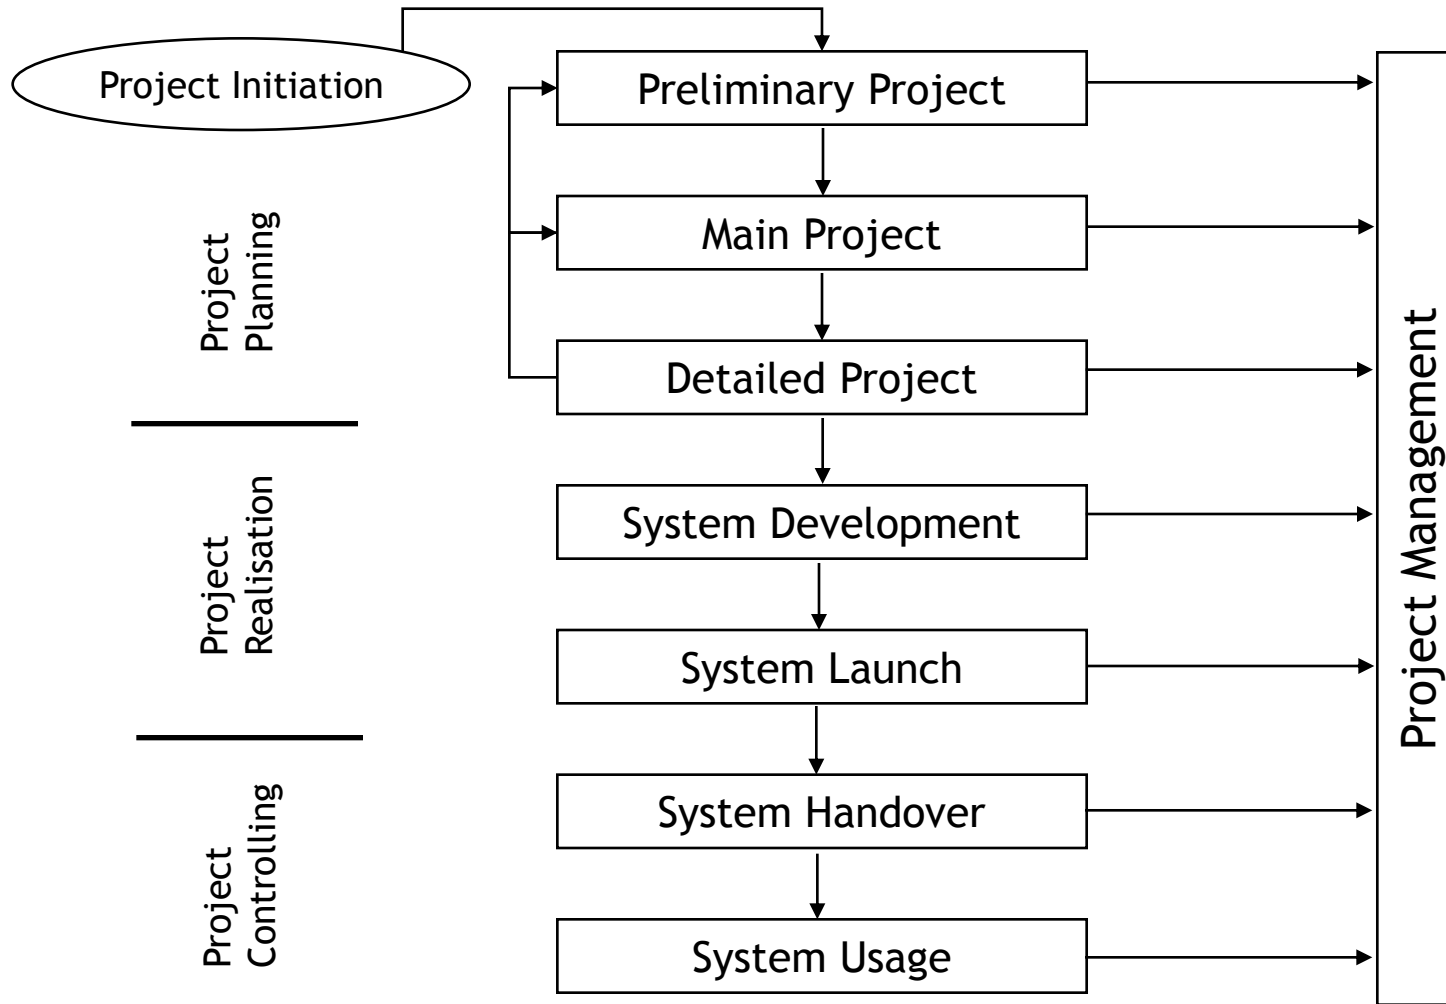 Project Initiation
Preliminary Project
Main Project
Detailed Project
System Development
System Launch
System Handover
System Usage
Project
Planning
Project
Realisation
Project
Controlling
Project Management